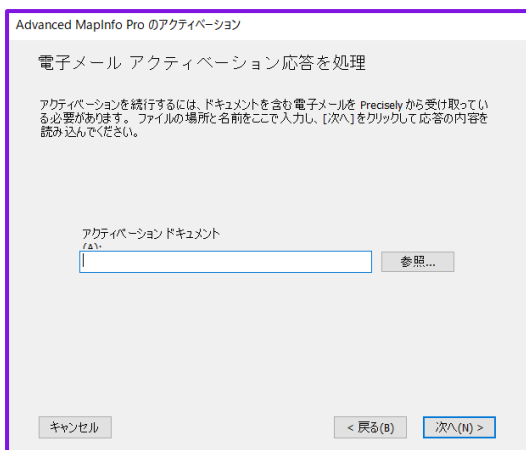 Advanced MapInfo Pro のアクティベーション
電子メール アクティベーション応答を処理
アクティベーションを続行するには、ドキュメントを含む電子メールを Precisely から受け取ってい
る必要があります。 ファイルの場所と名前をここで入力し、[次へ] をクリックして応答の内容を
読み込んでください。
アクティベーション ドキュメント
(A):
参照...
キャンセル
< 戻る(B)
次へ(N) >